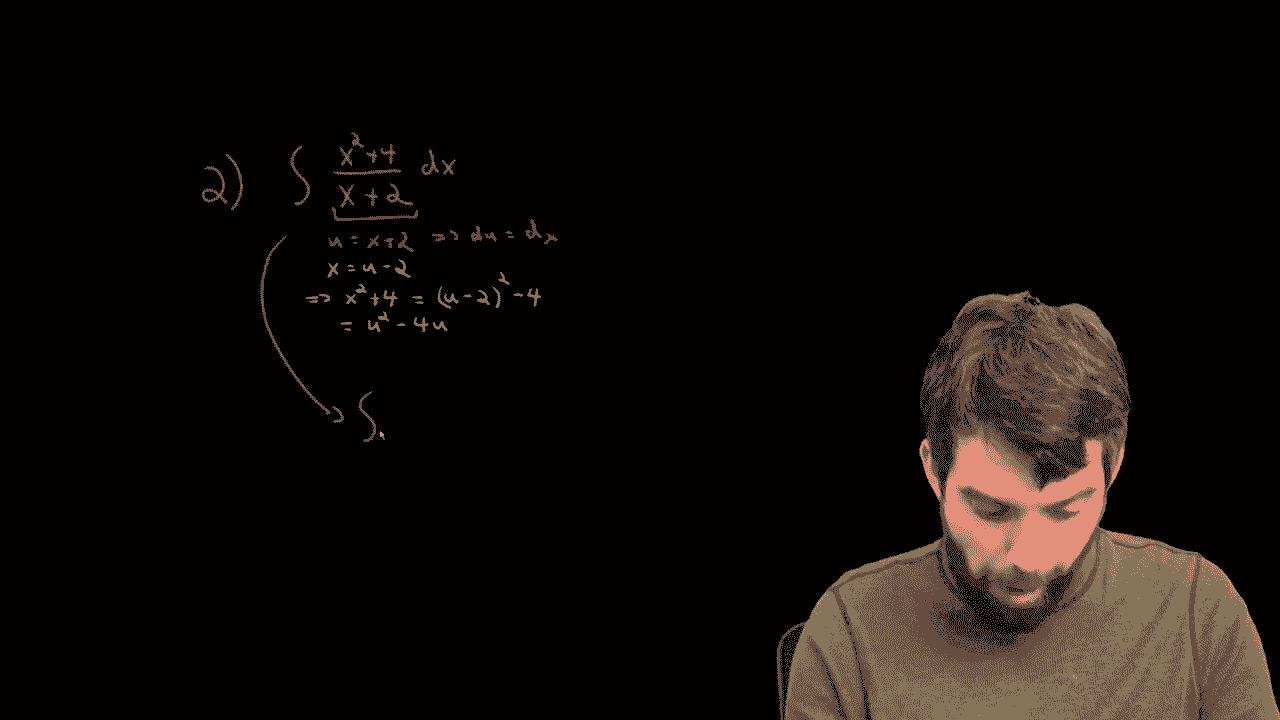 2) ∫ x²+4 / x+2 dx
u = x+2 => du = dx
x = u-2
=> x²+4 = (u-2)²-4
= u²-4u
∫